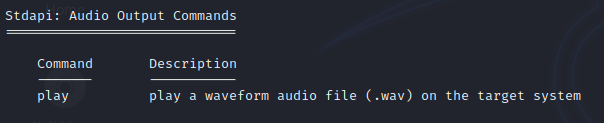 Stdapi: Audio Output Commands
=============================
Command Description
------- -----------
play play a waveform audio file (.wav) on the target system